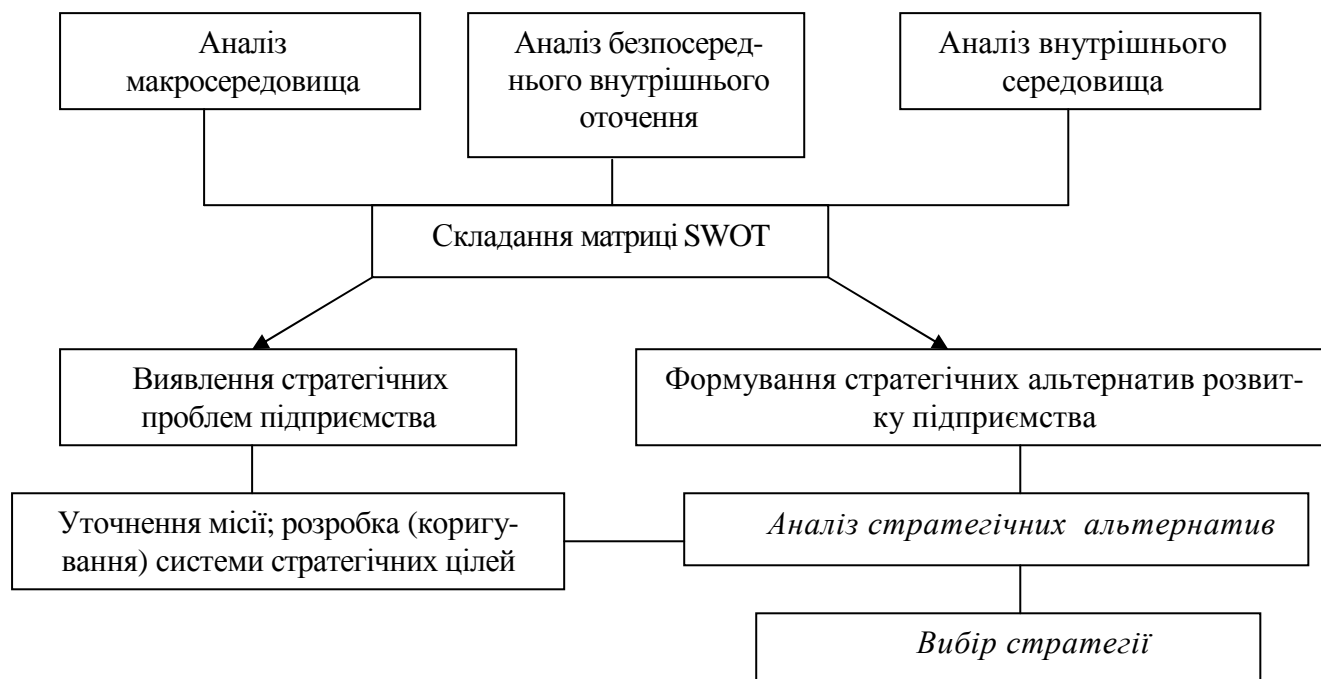 Аналіз
макросередовища
Аналіз безпосеред-
нього внутрішнього
оточення
Аналіз внутрішнього
середовища
Складання матриці SWOT
Виявлення стратегічних
проблем підприємства
Формування стратегічних альтернатив розвит-
ку підприємства
Уточнення місії; розробка (коригу-
вання) системи стратегічних цілей
Аналіз стратегічних альтернатив
Вибір стратегії